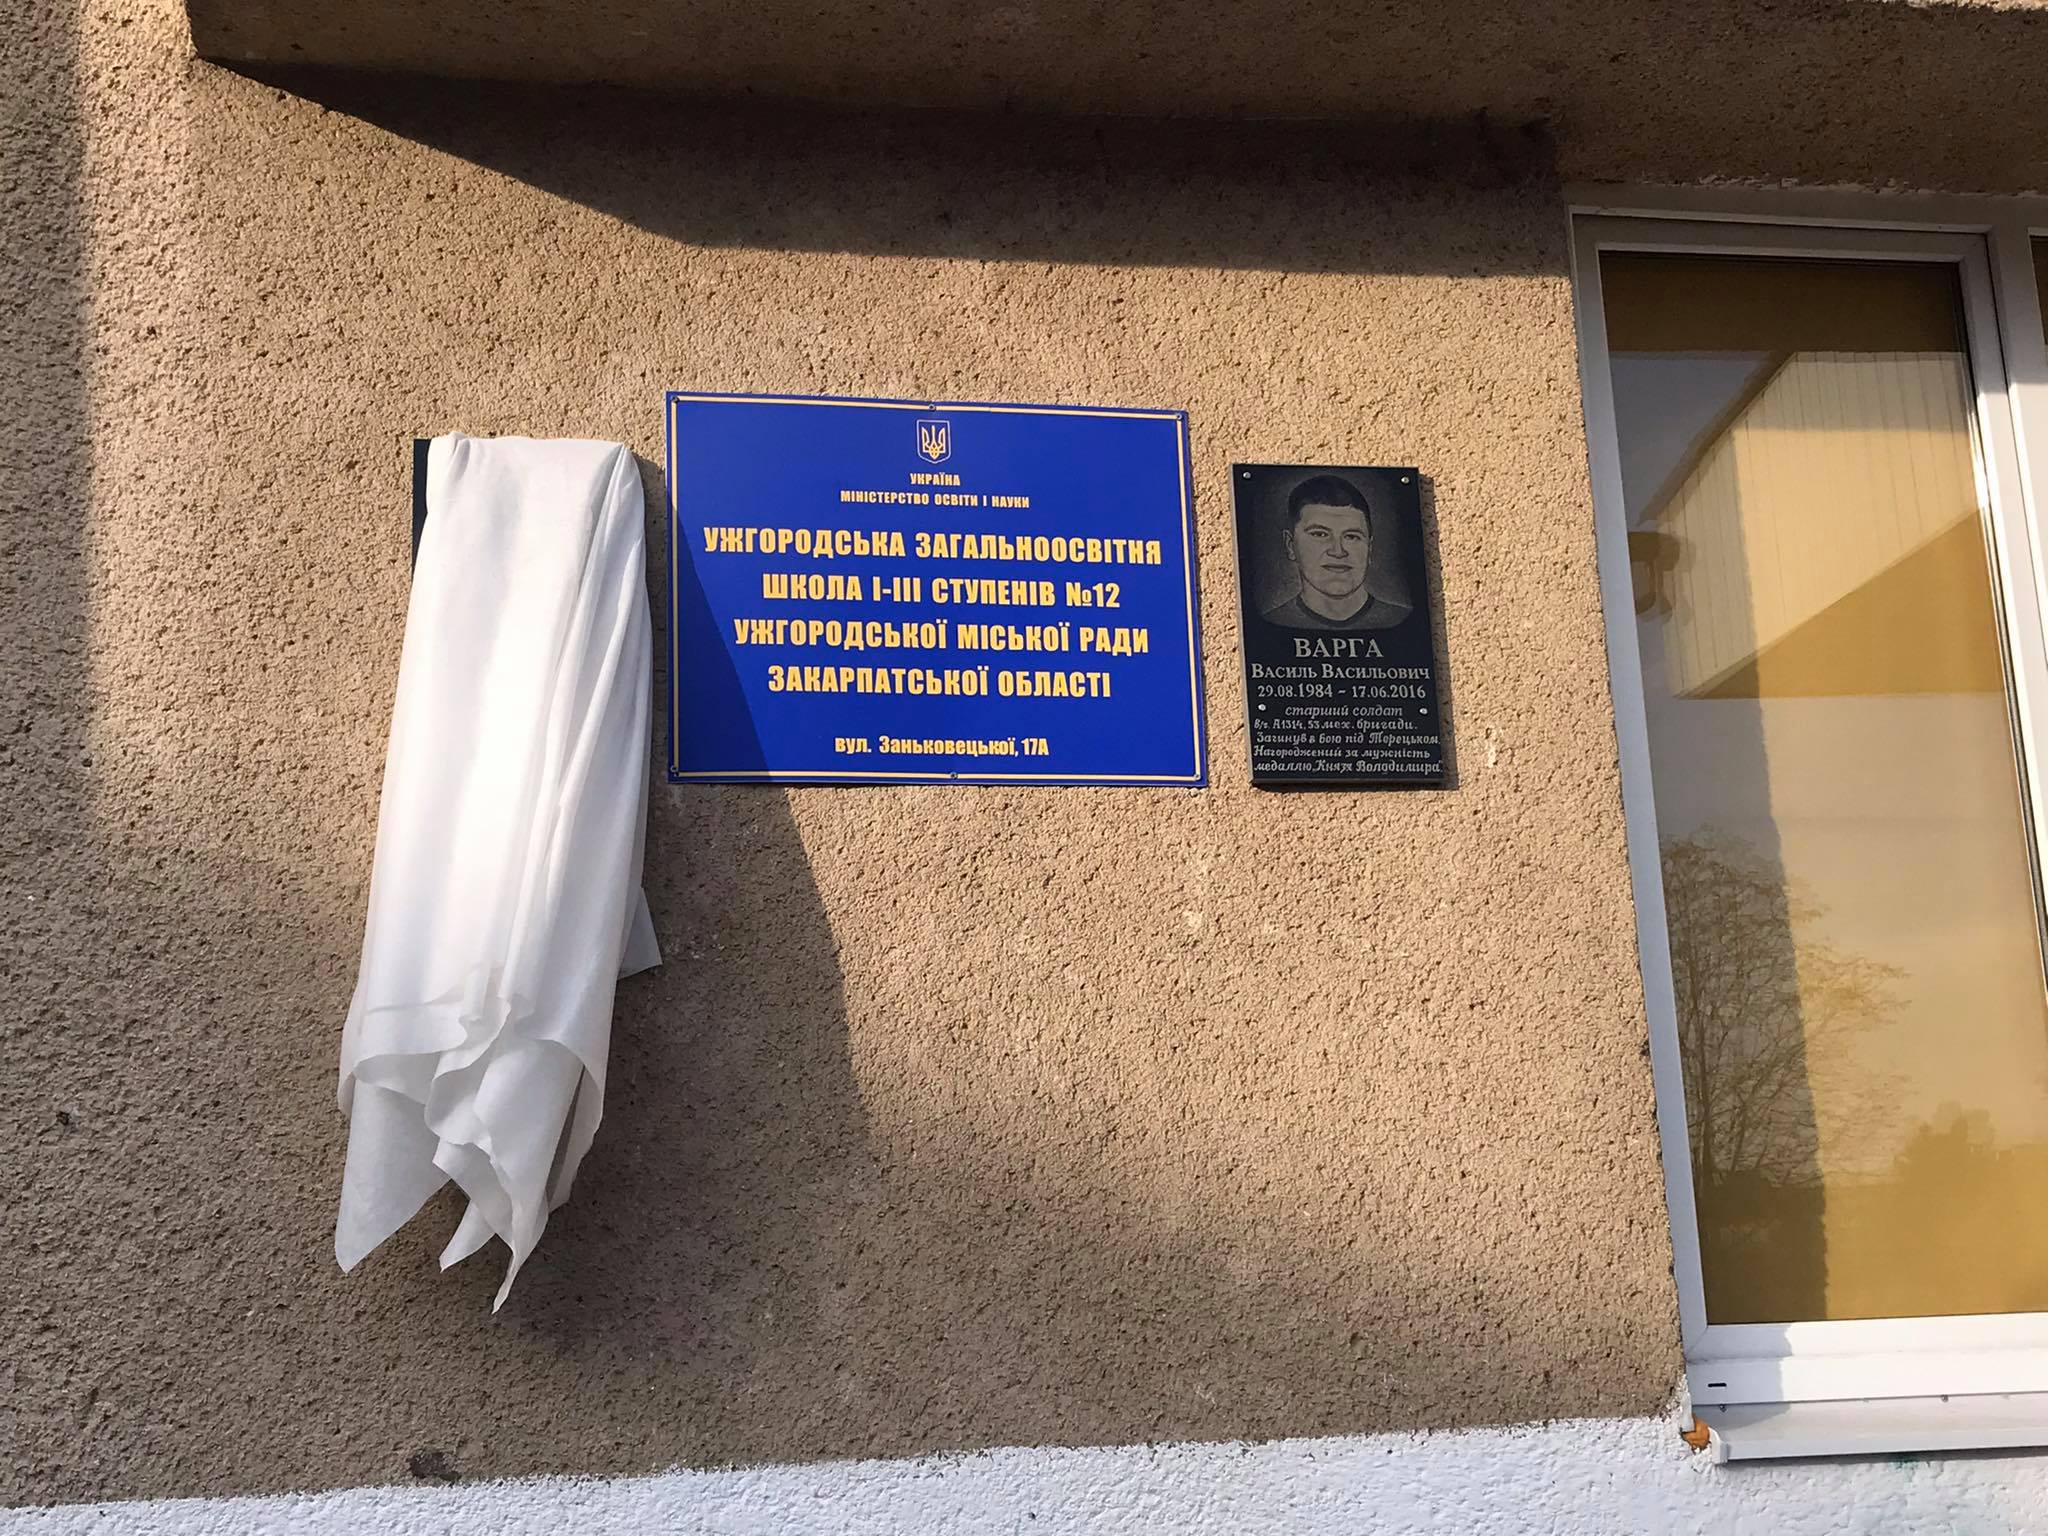 УКРАЇНА
МІНІСТЕРСТВО ОСВІТИ І НАУКИ
УЖГОРОДСЬКА ЗАГАЛЬНООСВІТНЯ
ШКОЛА І-ІІІ СТУПЕНІВ №12
УЖГОРОДСЬКОЇ МІСЬКОЇ РАДИ
ЗАКАРПАТСЬКОЇ ОБЛАСТІ
вул. Заньковецької, 17А
ВАРГА
Василь Васильович
29.08.1984 - 17.06.2016
старший солдат
в/ч. А1314, 53 мех. бригади.
Загинув в бою під Торецьком.
Нагороджений за мужність
медаллю „Князя Володимира".